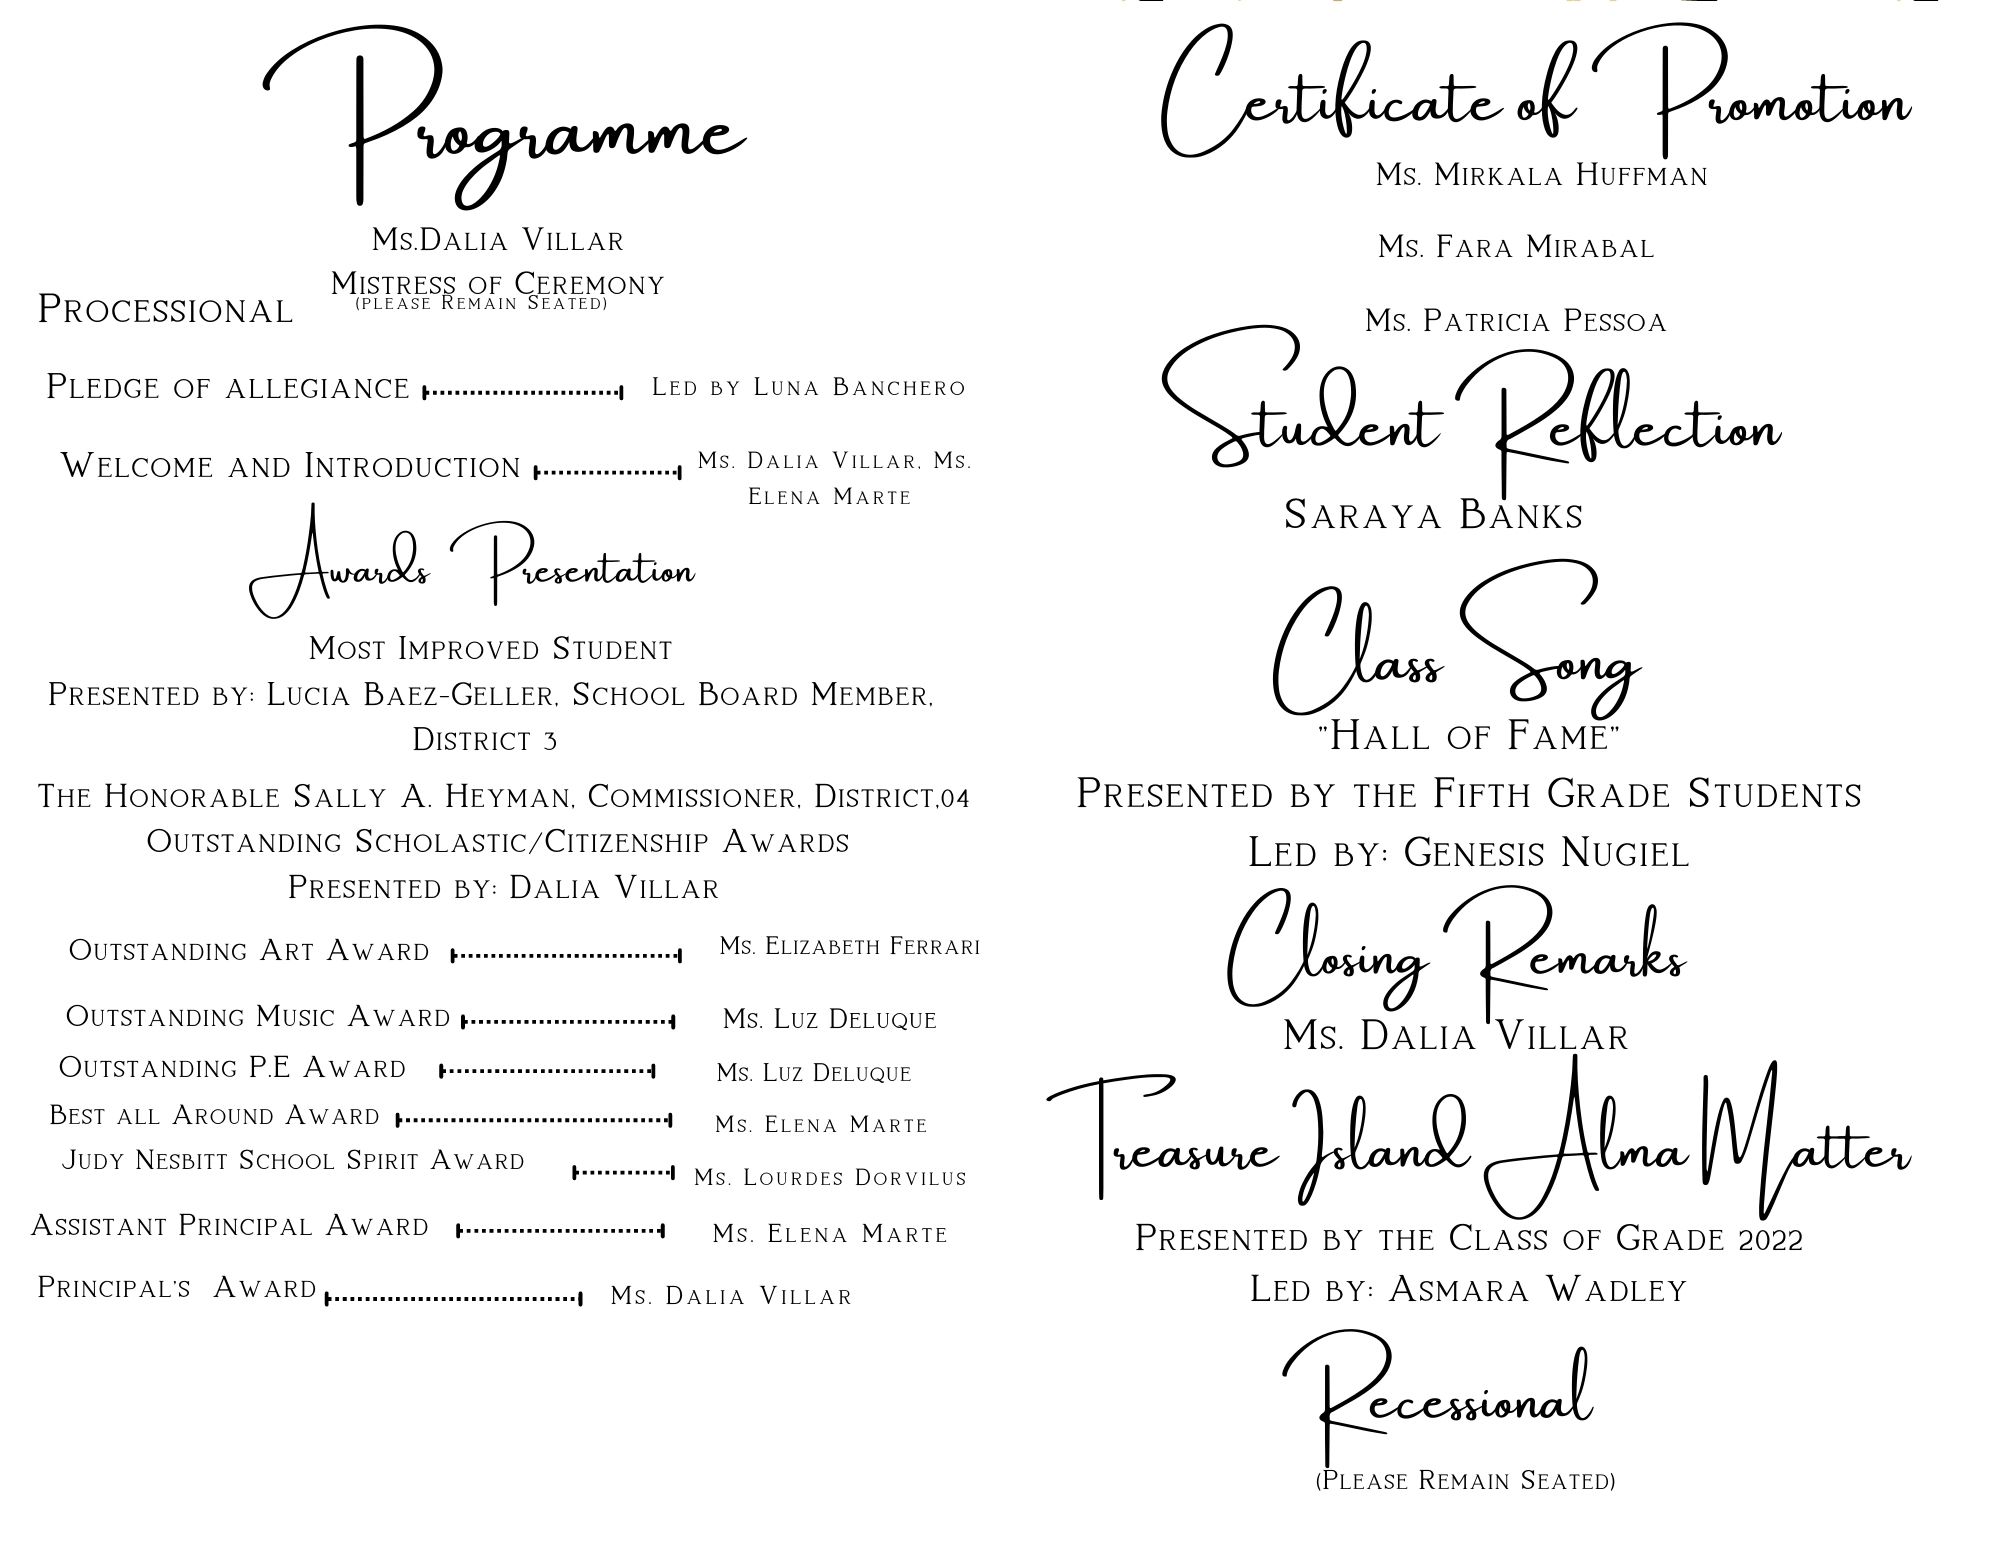 Programme
Ms.Dalia Villar
Mistress of Ceremony
Processional (please Remain Seated)
Pledge of allegiance Led by Luna Banchero
Welcome and Introduction Ms. Dalia Villar, Ms.
Elena Marte
Awards Presentation
Most Improved Student
Presented by: Lucia Baez-Geller, School Board Member,
District 3
The Honorable Sally A. Heyman, Commissioner, District,04
Outstanding Scholastic/Citizenship Awards
Presented by: Dalia Villar
Outstanding Art Award Ms. Elizabeth Ferrari
Outstanding Music Award Ms. Luz Deluque
Outstanding P.E Award Ms. Luz Deluque
Best all Around Award Ms. Elena Marte
Judy Nesbitt School Spirit Award Ms. Lourdes Dorvilus
Assistant Principal Award Ms. Elena Marte
Principal's Award Ms. Dalia Villar
Certificate of Promotion
Ms. Mirkala Huffman
Ms. Fara Mirabal
Ms. Patricia Pessoa
Student Reflection
Saraya Banks
Class Song
"Hall of Fame"
Presented by the Fifth Grade Students
Led by: Genesis Nugiel
Closing Remarks
Ms. Dalia Villar
Treasure Island Alma Matter
Presented by the Class of Grade 2022
Led by: Asmara Wadley
Recessional
(Please Remain Seated)